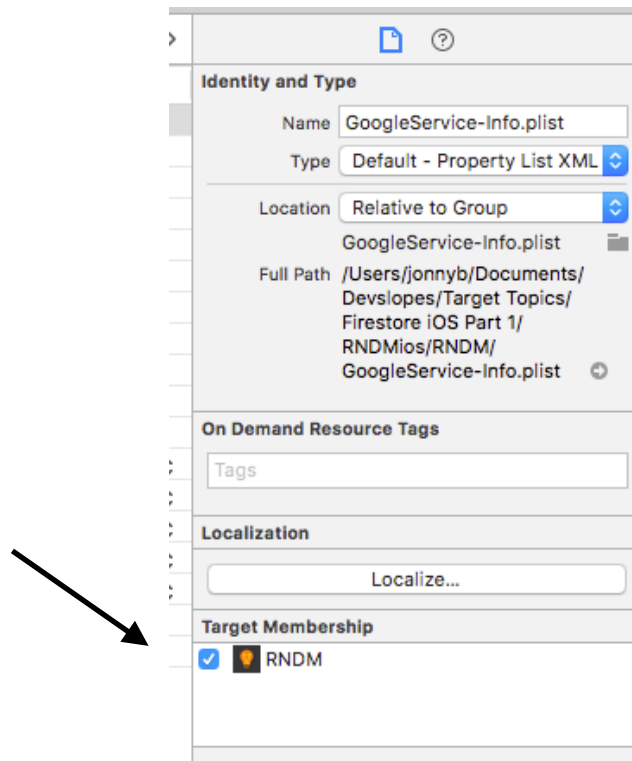 Identity and Type
Name GoogleService-Info.plist
Type Default - Property List XML
Location Relative to Group
GoogleService-Info.plist
Full Path /Users/jonnyb/Documents/
Devslopes/Target Topics/
Firestore iOS Part 1/
RNDMios/RNDM/
GoogleService-Info.plist
On Demand Resource Tags
Tags
Localization
Localize...
Target Membership
RNDM